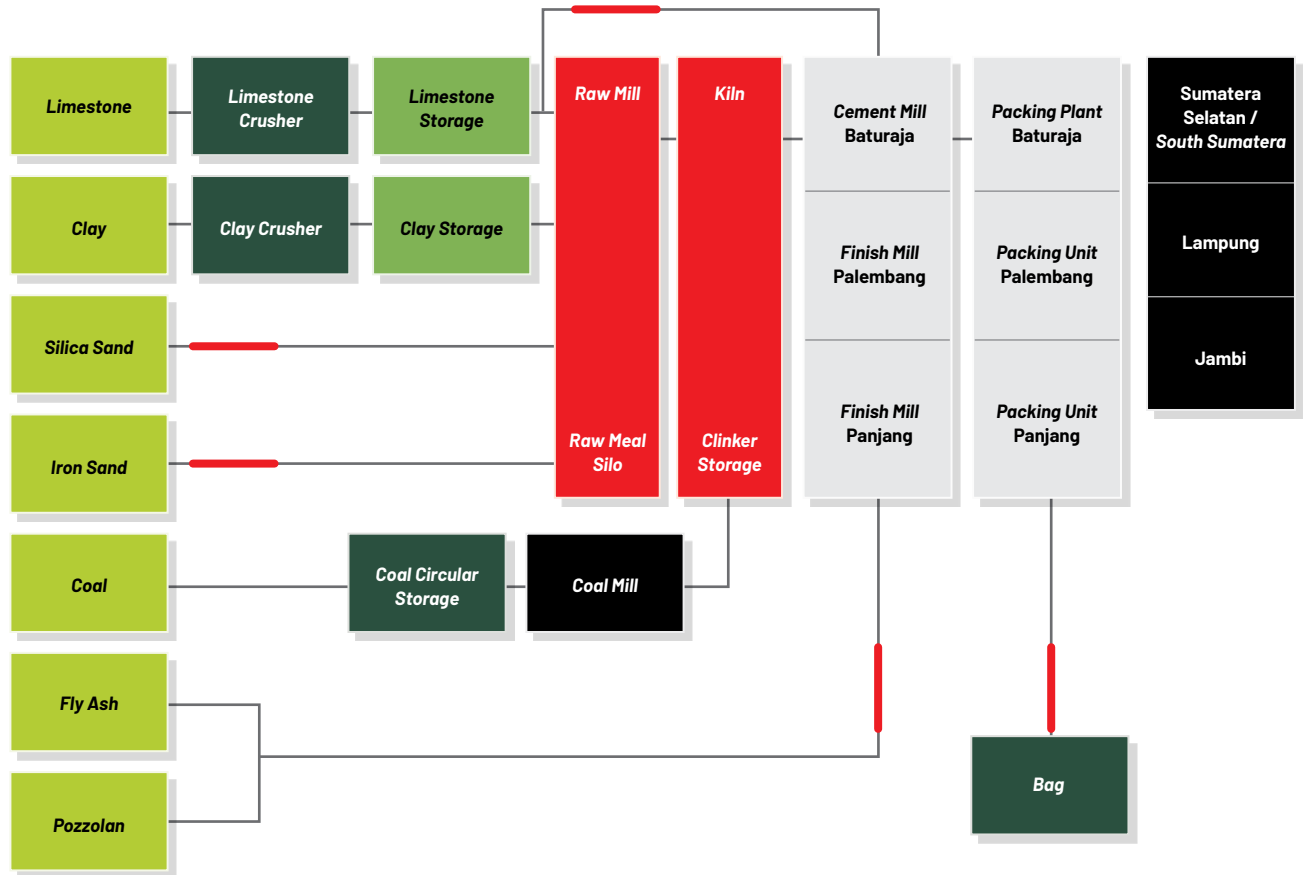 Limestone
Limestone
Crusher
Limestone
Storage
Raw Mill
Kiln
Cement Mill
Baturaja
Packing Plant
Baturaja
Sumatera
Selatan /
South Sumatera
Clay
Clay Crusher
Clay Storage
Finish Mill
Palembang
Packing Unit
Palembang
Lampung
Silica Sand
Jambi
Iron Sand
Raw Meal
Silo
Clinker
Storage
Finish Mill
Panjang
Packing Unit
Panjang
Coal
Coal Circular
Storage
Coal Mill
Fly Ash
Bag
Pozzolan